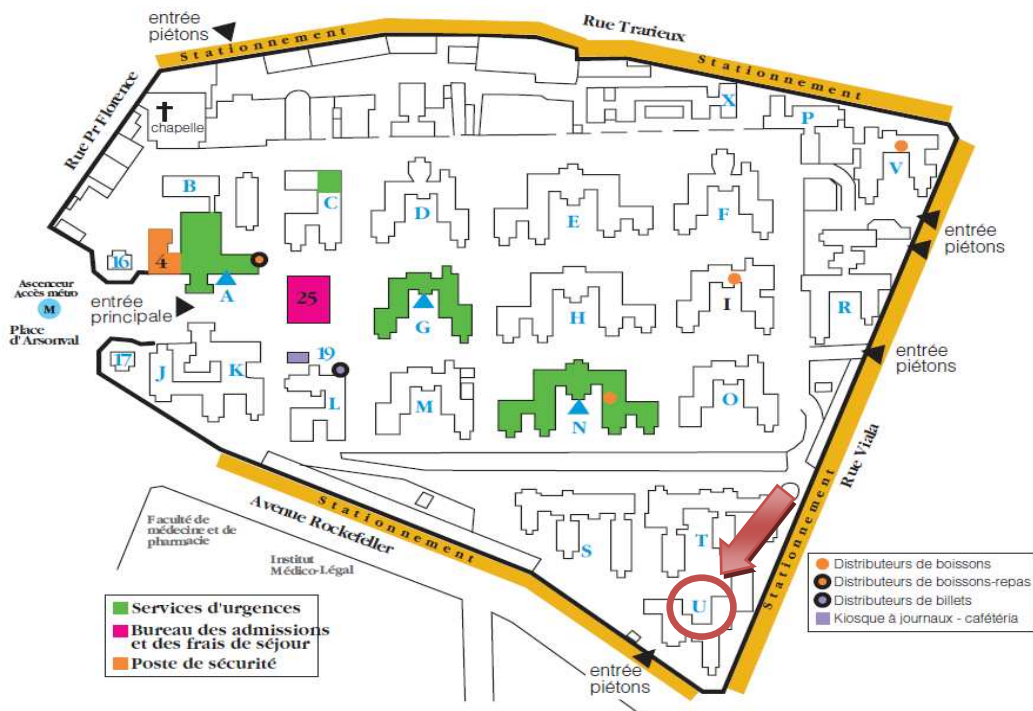 entrée
piétons
Stationnement
Rue Trarieux
Stationnement
Rue Pr Florence
chapelle
X
P
V
B
C
D
E
F
entrée
piétons
16
4
A
25
G
H
I
R
Ascenceur
Accès métro
M
Place
d'Arsonval
entrée
principale
17
J
K
19
L
M
N
O
entrée
piétons
Rue Viala
Stationnement
Avenue Rockefeller
Stationnement
Faculté de
médecine et de
pharmacie
Institut
Médico-Légal
S
T
U
entrée
piétons
Services d'urgences
Bureau des admissions
et des frais de séjour
Poste de sécurité
Distributeurs de boissons
Distributeurs de boissons-repas
Distributeurs de billets
Kiosque à journaux - cafétéria